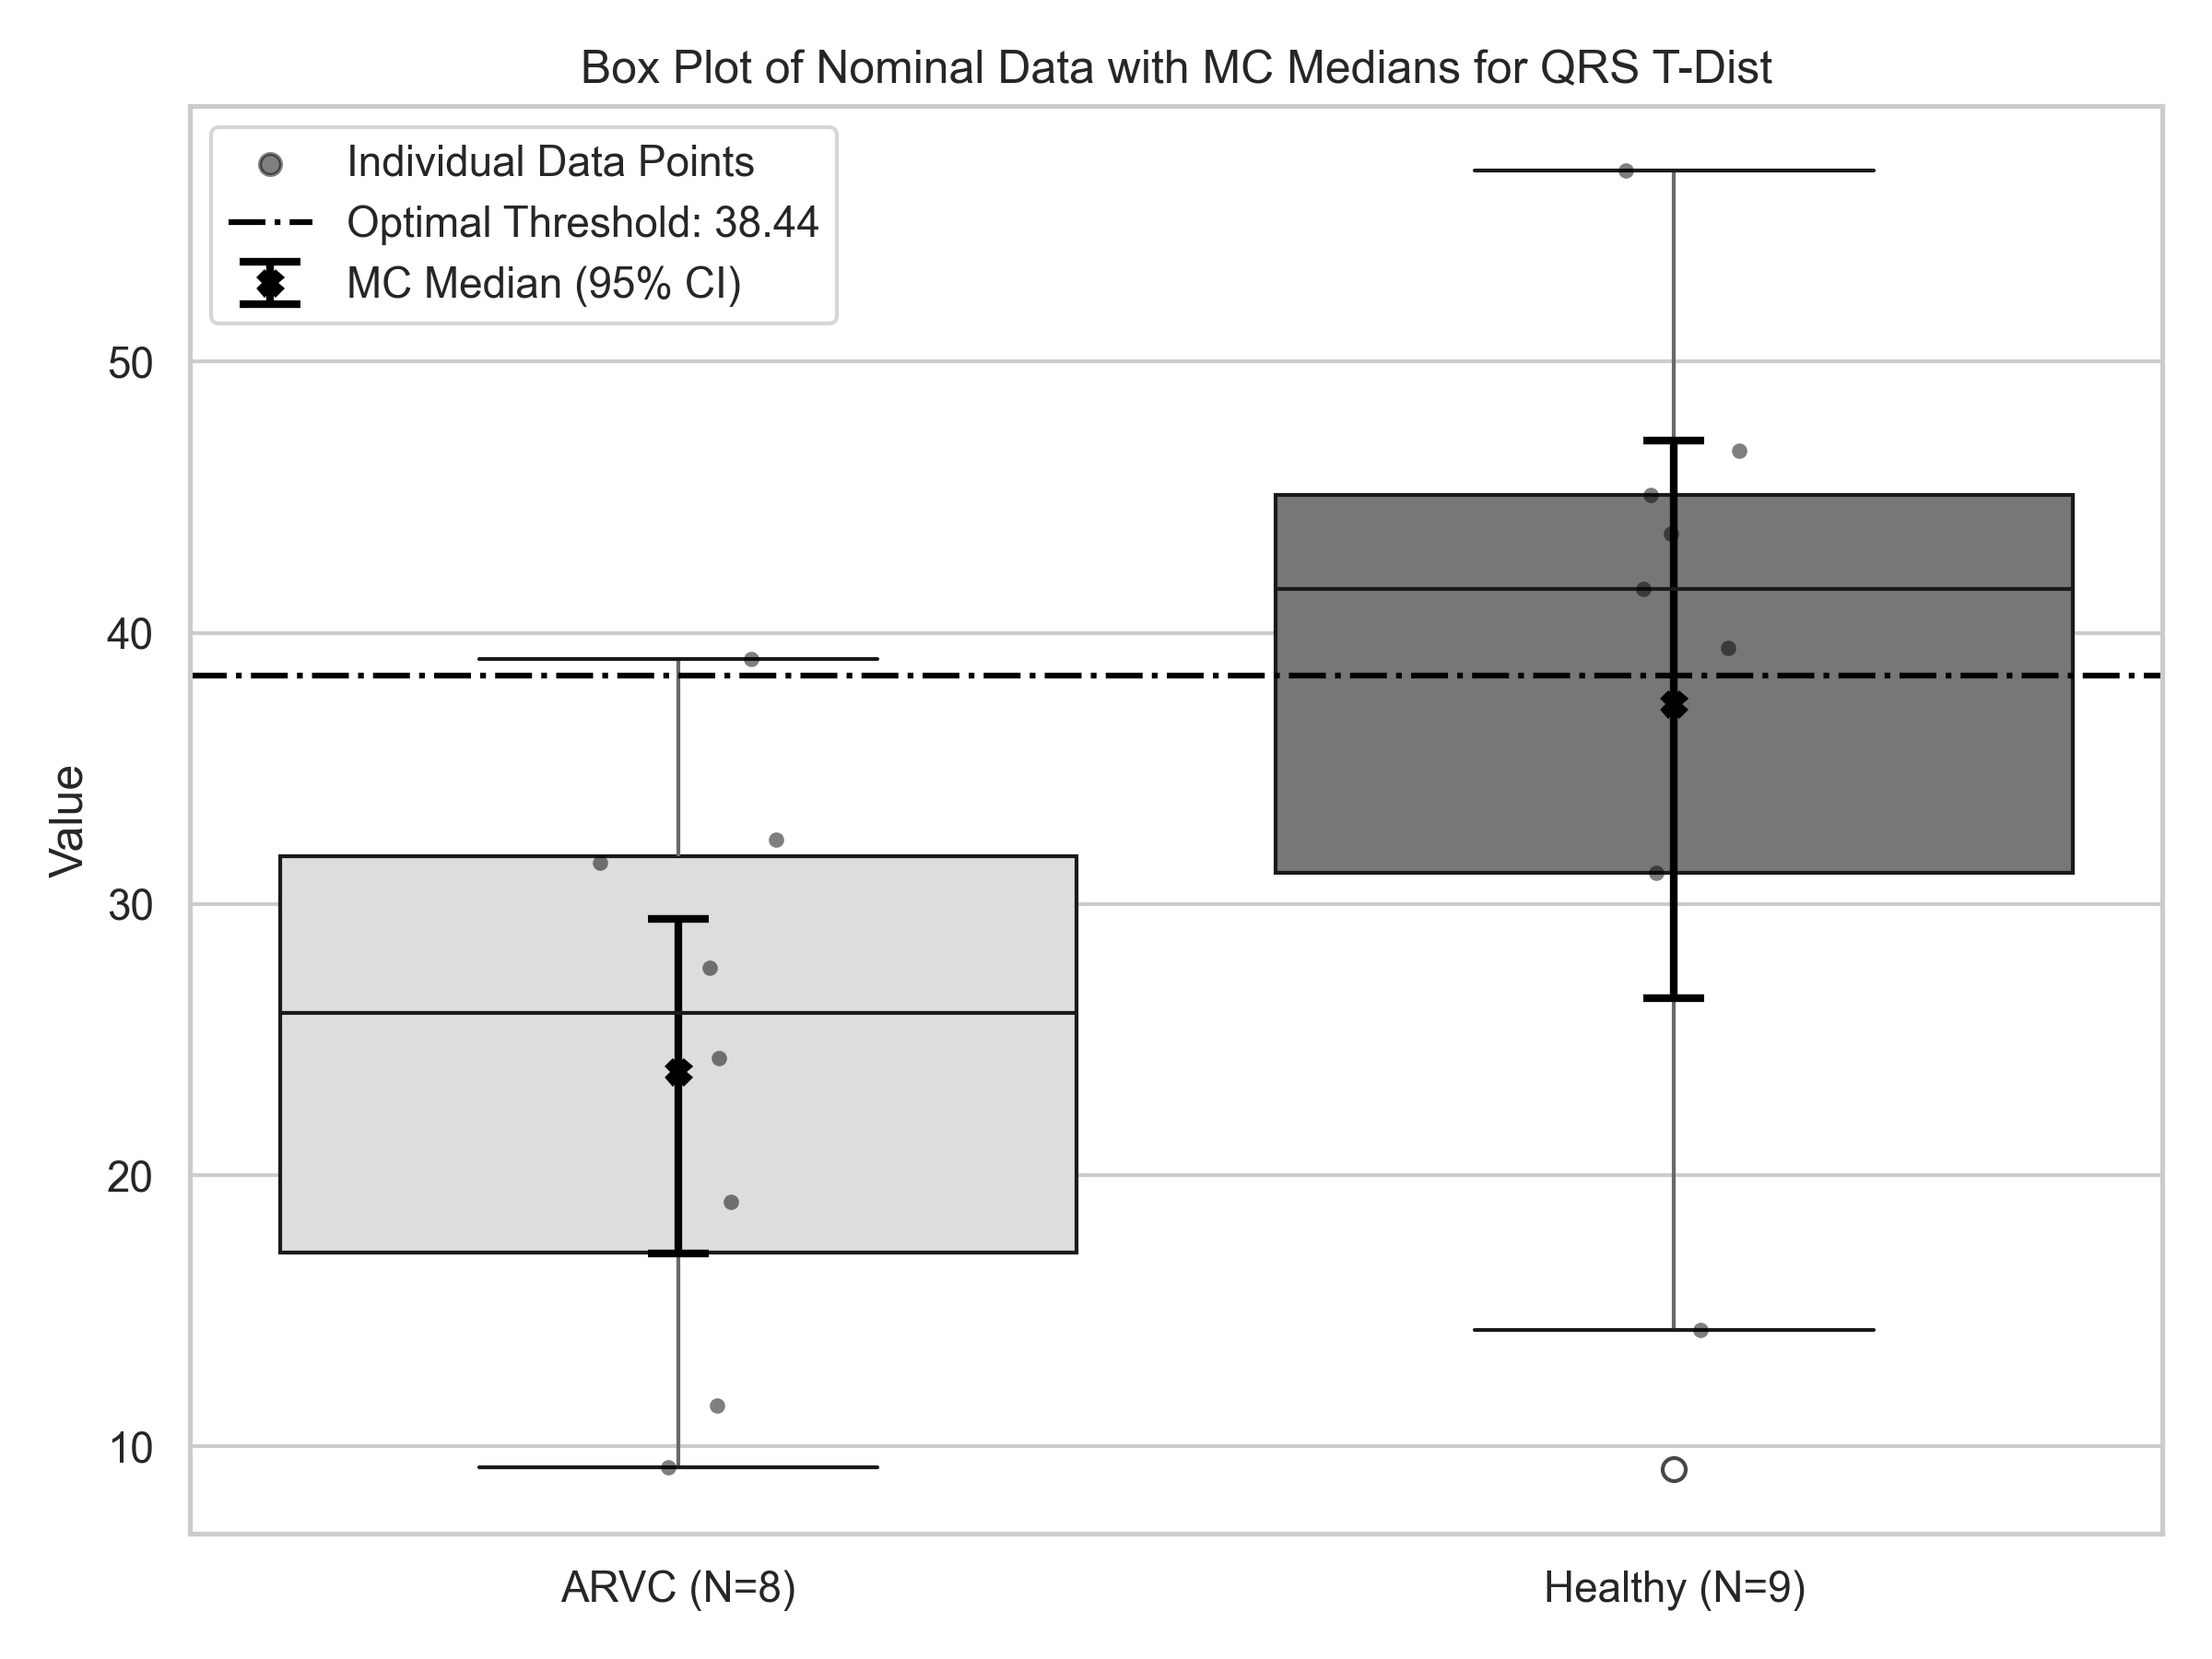 Box Plot of Nominal Data with MC Medians for QRS T-Dist
Individual Data Points
Optimal Threshold: 38.44
MC Median (95% CI)
50
40
30
20
10
Value
ARVC (N=8)
Healthy (N=9)